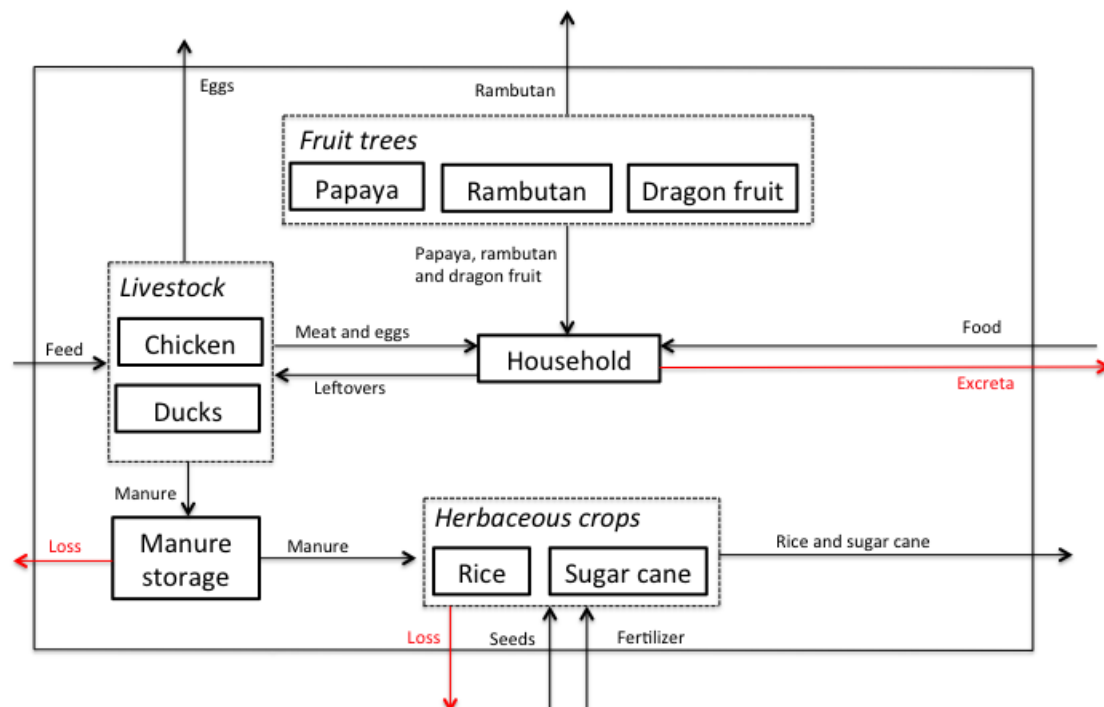 Eggs
Rambutan
Fruit trees
Papaya
Rambutan
Dragon fruit
Papaya, rambutan
and dragon fruit
Livestock
Chicken
Ducks
Feed
Meat and eggs
Leftovers
Household
Food
Excreta
Manure
Manure
storage
Loss
Manure
Herbaceous crops
Rice
Sugar cane
Rice and sugar cane
Loss
Seeds
Fertilizer